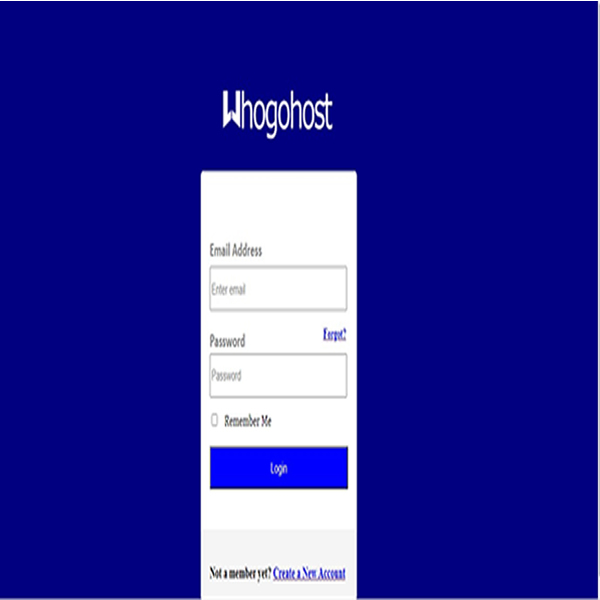 Whogohost
Email Address
Enter email
Password
Forgot?
Password
Remember Me
Login
Not a member yet? Create a New Account